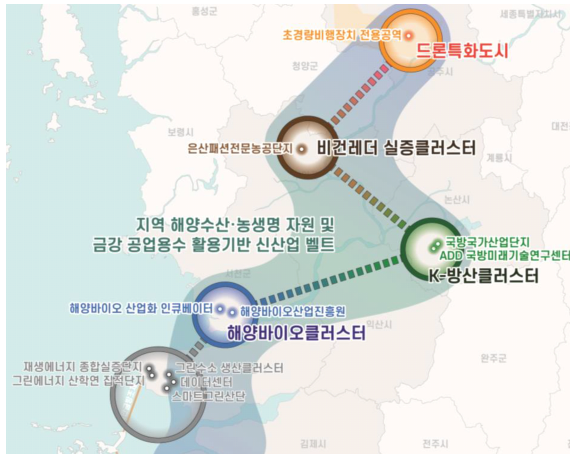 홍성군
세종특별자치시
초경량비행장치 전용공역
드론특화도시
청양군
공주시
보령시
은산패션전문농공단지
비건레더 실증클러스터
계룡시
논산시
지역 해양수산·농생명 자원 및
금강 공업용수 활용기반 신산업 벨트
국방국가산업단지
ADD 국방미래기술연구센터
K-방산클러스터
서천군
해양바이오 산업화 인큐베이터
해양바이오산업진흥원
해양바이오클러스터
익산시
완주군
재생에너지 종합실증단지
그린수소 생산클러스터
그린에너지 산학연 집적단지
데이터센터
스마트그린산단
김제시
전주시